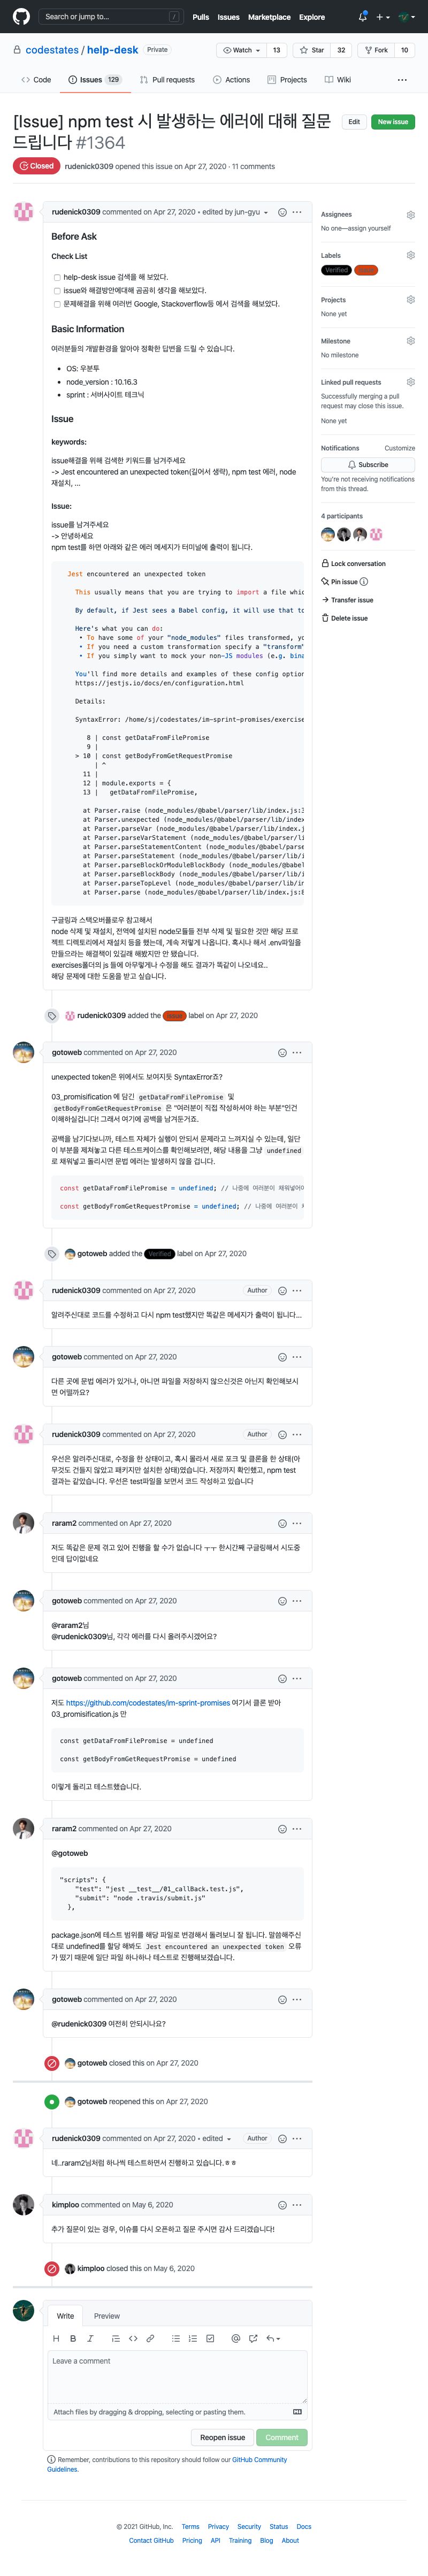 Search or jump to...
/
Pulls
Issues
Marketplace
Explore
codestates / help-desk
Private
Watch
13
Star
32
Fork
10
Code
Issues 129
Pull requests
Actions
Projects
Wiki
[Issue] npm test 시 발생하는 에러에 대해 질문
드립니다 #1364
Edit
New issue
Closed
rudenick0309 opened this issue on Apr 27, 2020 · 11 comments
rudenick0309 commented on Apr 27, 2020 • edited by jun-gyu
Before Ask
Check List
help-desk issue 검색을 해 보았다.
issue와 해결방안에대해 곰곰히 생각을 해보았다.
문제해결을 위해 여러번 Google, Stackoverflow등 에서 검색을 해보았다.
Basic Information
여러분들의 개발환경을 알아야 정확한 답변을 드릴 수 있습니다.
OS: 우분투
node_version : 10.16.3
sprint : 서버사이트 테크닉
Issue
keywords:
issue해결을 위해 검색한 키워드를 남겨주세요
-> Jest encountered an unexpected token(길어서 생략), npm test 에러, node
재설치, ...
Issue:
issue를 남겨주세요
-> 안녕하세요
npm test를 하면 아래와 같은 에러 메세지가 터미널에 출력이 됩니다.
Jest encountered an unexpected token
This usually means that you are trying to import a file whic
By default, if Jest sees a Babel config, it will use that to
Here's what you can do:
• To have some of your "node_modules" files transformed, yo
• If you need a custom transformation specify a "transform"
• If you simply want to mock your non-JS modules (e.g. bina
You'll find more details and examples of these config option
https://jestjs.io/docs/en/configuration.html
Details:
SyntaxError: /home/sj/codestates/im-sprint-promises/exercise
8 | const getDataFromFilePromise
9 |
> 10 | const getBodyFromGetRequestPromise
| ^
11 |
12 | module.exports = {
13 |   getDataFromFilePromise,
at Parser.raise (node_modules/@babel/parser/lib/index.js:3
at Parser.unexpected (node_modules/@babel/parser/lib/index
at Parser.parseVar (node_modules/@babel/parser/lib/index.j
at Parser.parseVarStatement (node_modules/@babel/parser/li
at Parser.parseStatementContent (node_modules/@babel/parse
at Parser.parseStatement (node_modules/@babel/parser/lib/i
at Parser.parseBlockOrModuleBlockBody (node_modules/@babel
at Parser.parseBlockBody (node_modules/@babel/parser/lib/i
at Parser.parseTopLevel (node_modules/@babel/parser/lib/in
at Parser.parse (node_modules/@babel/parser/lib/index.js:8
구글링과 스택오버플로우 참고해서
node 삭제 및 재설치, 전역에 설치된 node모듈들 전부 삭제 및 필요한 것만 해당 프로
젝트 디렉토리에서 재설치 등을 했는데, 계속 저렇게 나옵니다. 혹시나 해서 .env파일을
만들으라는 해결책이 있길래 해봤지만 안 됐습니다.
exercises폴더의 js 들에 아무렇게나 수정을 해도 결과가 똑같이 나오네요..
해당 문제에 대한 도움을 받고 싶습니다.
Assignees
No one—assign yourself
Labels
Verified
Projects
None yet
Milestone
No milestone
Linked pull requests
Successfully merging a pull
request may close this issue.
None yet
Notifications
Customize
Subscribe
You're not receiving notifications
from this thread.
4 participants
Lock conversation
Pin issue
Transfer issue
Delete issue
rudenick0309 added the Issue label on Apr 27, 2020
gotoweb commented on Apr 27, 2020
unexpected token은 위에서도 보여지듯 SyntaxError죠?
03_promisification 에 담긴 getDataFromFilePromise 및
getBodyFromGetRequestPromise 은 "여러분이 직접 작성하셔야 하는 부분"인건
이해하실겁니다! 그래서 여기에 공백을 남겨둔거죠.
공백을 남기다보니까, 테스트 자체가 실행이 안되서 문제라고 느껴지실 수 있는데, 일단
이 부분을 제쳐놓고 다른 테스트케이스를 확인해보려면, 해당 내용을 그냥 undefined
로 채워넣고 돌리시면 문법 에러는 발생하지 않을 겁니다.
const getDataFromFilePromise = undefined; // 나중에 여러분이 채워넣어야
const getBodyFromGetRequestPromise = undefined; // 나중에 여러분이
gotoweb added the Verified label on Apr 27, 2020
rudenick0309 commented on Apr 27, 2020
Author
알려주신대로 코드를 수정하고 다시 npm test했지만 똑같은 메세지가 출력이 됩니다...
gotoweb commented on Apr 27, 2020
다른 곳에 문법 에러가 있거나, 아니면 파일을 저장하지 않으신것은 아닌지 확인해보시
면 어떨까요?
rudenick0309 commented on Apr 27, 2020
Author
우선은 알려주신대로, 수정을 한 상태이고, 혹시 몰라서 새로 포크 및 클론을 한 상태(아
무것도 건들지 않았고 패키지만 설치한 상태)였습니다. 저장까지 확인했고, npm test
결과는 같았습니다. 우선은 test파일을 보면서 코드 작성하고 있습니다
raram2 commented on Apr 27, 2020
저도 똑같은 문제 겪고 있어 진행을 할 수가 없습니다 ㅜㅜ 한시간째 구글링해서 시도중
인데 답이없네요
gotoweb commented on Apr 27, 2020
@raram2님
@rudenick0309님, 각각 에러를 다시 올려주시겠어요?
gotoweb commented on Apr 27, 2020
저도 https://github.com/codestates/im-sprint-promises 여기서 클론 받아
03_promisification.js 만
const getDataFromFilePromise = undefined
const getBodyFromGetRequestPromise = undefined
이렇게 돌리고 테스트했습니다.
raram2 commented on Apr 27, 2020
@gotoweb
"scripts": {
"test": "jest __test__/01_callBack.test.js",
"submit": "node .travis/submit.js"
},
package.json에 테스트 범위를 해당 파일로 변경해서 돌려보니 잘 됩니다. 말씀해주신
대로 undefined를 할당 해봐도 Jest encountered an unexpected token 오류
가 떴기 때문에 일단 파일 하나하나 테스트로 진행해보겠습니다.
gotoweb commented on Apr 27, 2020
@rudenick0309 여전히 안되시나요?
gotoweb closed this on Apr 27, 2020
gotoweb reopened this on Apr 27, 2020
rudenick0309 commented on Apr 27, 2020 • edited
Author
네..raram2님처럼 하나씩 테스트하면서 진행하고 있습니다.ㅎㅎ
kimploo commented on May 6, 2020
추가 질문이 있는 경우, 이슈를 다시 오픈하고 질문 주시면 감사 드리겠습니다!
kimploo closed this on May 6, 2020
Write
Preview
Leave a comment
Attach files by dragging & dropping, selecting or pasting them.
Reopen issue
Comment
Remember, contributions to this repository should follow our GitHub Community
Guidelines.
© 2021 GitHub, Inc.
Terms
Privacy
Security
Status
Docs
Contact GitHub
Pricing
API
Training
Blog
About